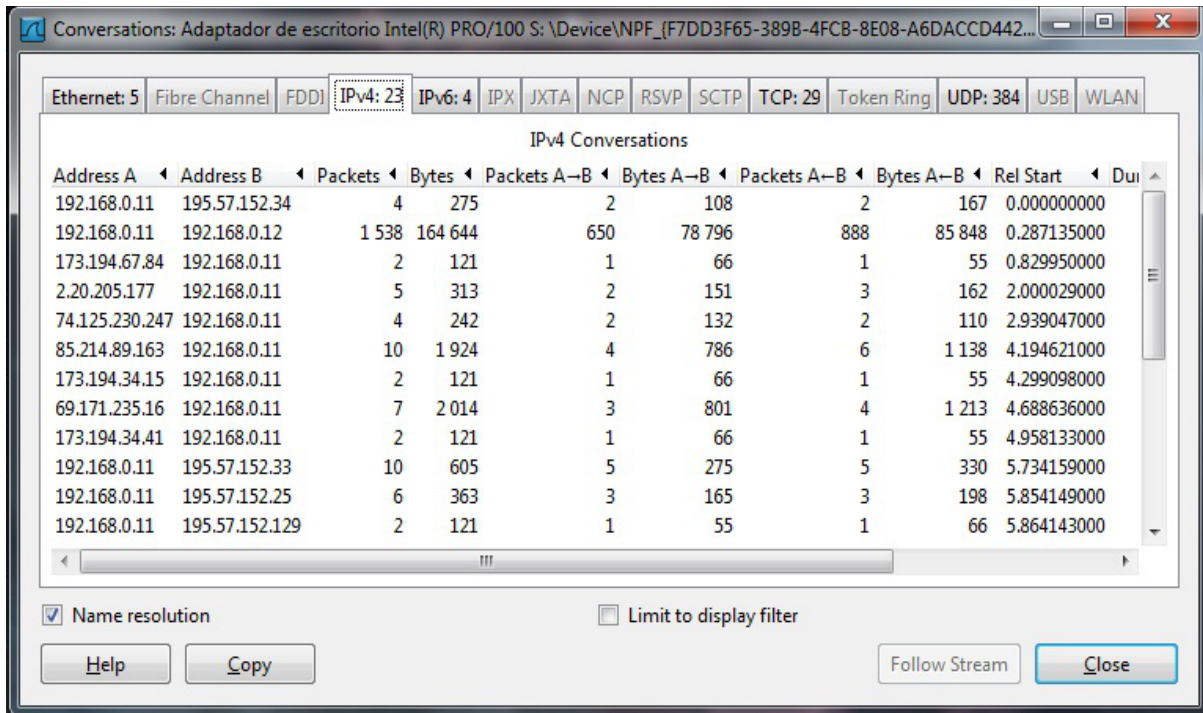 Conversations: Adaptador de escritorio Intel(R) PRO/100 S: \Device\NPF_{F7DD3F65-389B-4FCB-8E08-A6DACCD442...
Ethernet: 5 Fibre Channel FDDI IPv4: 23 IPv6: 4 IPX JXTA NCP RSVP SCTP TCP: 29 Token Ring UDP: 384 USB WLAN
IPv4 Conversations
Address A Address B Packets Bytes Packets A→B Bytes A→B Packets A←B Bytes A←B Rel Start Dur
192.168.0.11 195.57.152.34 4 275 2 108 2 167 0.000000000
192.168.0.11 192.168.0.12 1 538 164 644 650 78 796 888 85 848 0.287135000
173.194.67.84 192.168.0.11 2 121 1 66 1 55 0.829950000
2.20.205.177 192.168.0.11 5 313 2 151 3 162 2.000029000
74.125.230.247 192.168.0.11 4 242 2 132 2 110 2.939047000
85.214.89.163 192.168.0.11 10 1 924 4 786 6 1 138 4.194621000
173.194.34.15 192.168.0.11 2 121 1 66 1 55 4.299098000
69.171.235.16 192.168.0.11 7 2 014 3 801 4 1 213 4.688636000
173.194.34.41 192.168.0.11 2 121 1 66 1 55 4.958133000
192.168.0.11 195.57.152.33 10 605 5 275 5 330 5.734159000
192.168.0.11 195.57.152.25 6 363 3 165 3 198 5.854149000
192.168.0.11 195.57.152.129 2 121 1 55 1 66 5.864143000
Name resolution Limit to display filter
Help Copy Follow Stream Close